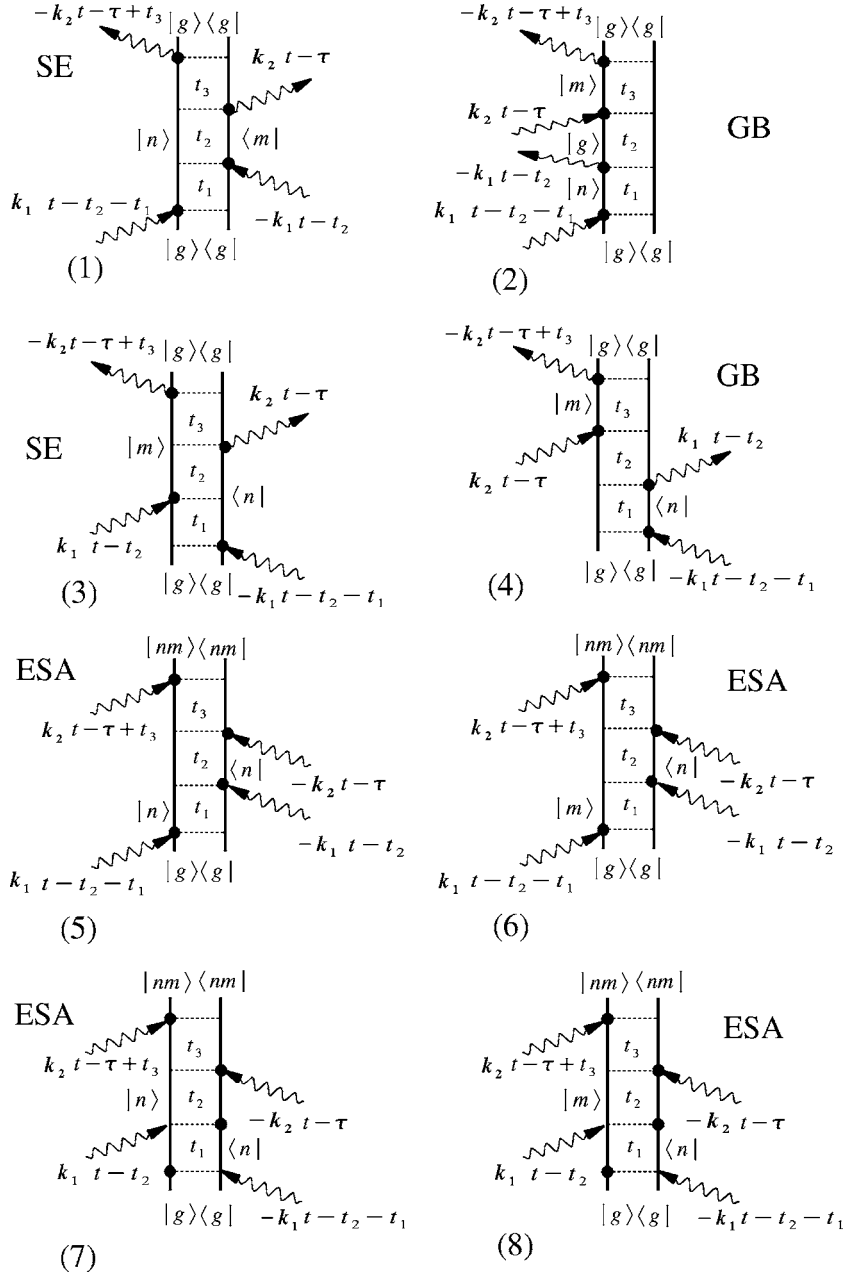 −k₂ t−τ+t₃ |g⟩⟨g|
SE
k₂ t−τ
t₃
|n⟩ t₂ ⟨m|
t₁
k₁ t−t₂−t₁
−k₁ t−t₂
|g⟩⟨g|
(1)
−k₂ t−τ+t₃ |g⟩⟨g|
|m⟩ t₃
k₂ t−τ
GB
|g⟩ t₂
−k₁ t−t₂
|n⟩ t₁
k₁ t−t₂−t₁
|g⟩⟨g|
(2)
−k₂ t−τ+t₃ |g⟩⟨g|
k₂ t−τ
t₃
SE
|m⟩
t₂
⟨n|
t₁
k₁ t−t₂
|g⟩⟨g| −k₁ t−t₂−t₁
(3)
−k₂ t−τ+t₃ |g⟩⟨g|
GB
|m⟩ t₃
k₁ t−t₂
k₂ t−τ
t₂
t₁ ⟨n|
|g⟩⟨g| −k₁ t−t₂−t₁
(4)
|nm⟩⟨nm|
ESA
k₂ t−τ+t₃
t₃
t₂ ⟨n|
−k₂ t−τ
|n⟩ t₁
−k₁ t−t₂
k₁ t−t₂−t₁
|g⟩⟨g|
(5)
|nm⟩⟨nm|
ESA
k₂ t−τ+t₃
t₃
t₂ ⟨n|
−k₂ t−τ
|m⟩ t₁
−k₁ t−t₂
k₁ t−t₂−t₁
|g⟩⟨g|
(6)
|nm⟩⟨nm|
ESA
k₂ t−τ+t₃
t₃
|n⟩ t₂
−k₂ t−τ
t₁ ⟨n|
k₁ t−t₂
|g⟩⟨g| −k₁ t−t₂−t₁
(7)
|nm⟩⟨nm|
ESA
k₂ t−τ+t₃
t₃
|m⟩ t₂
−k₂ t−τ
t₁ ⟨n|
k₁ t−t₂
|g⟩⟨g| −k₁ t−t₂−t₁
(8)